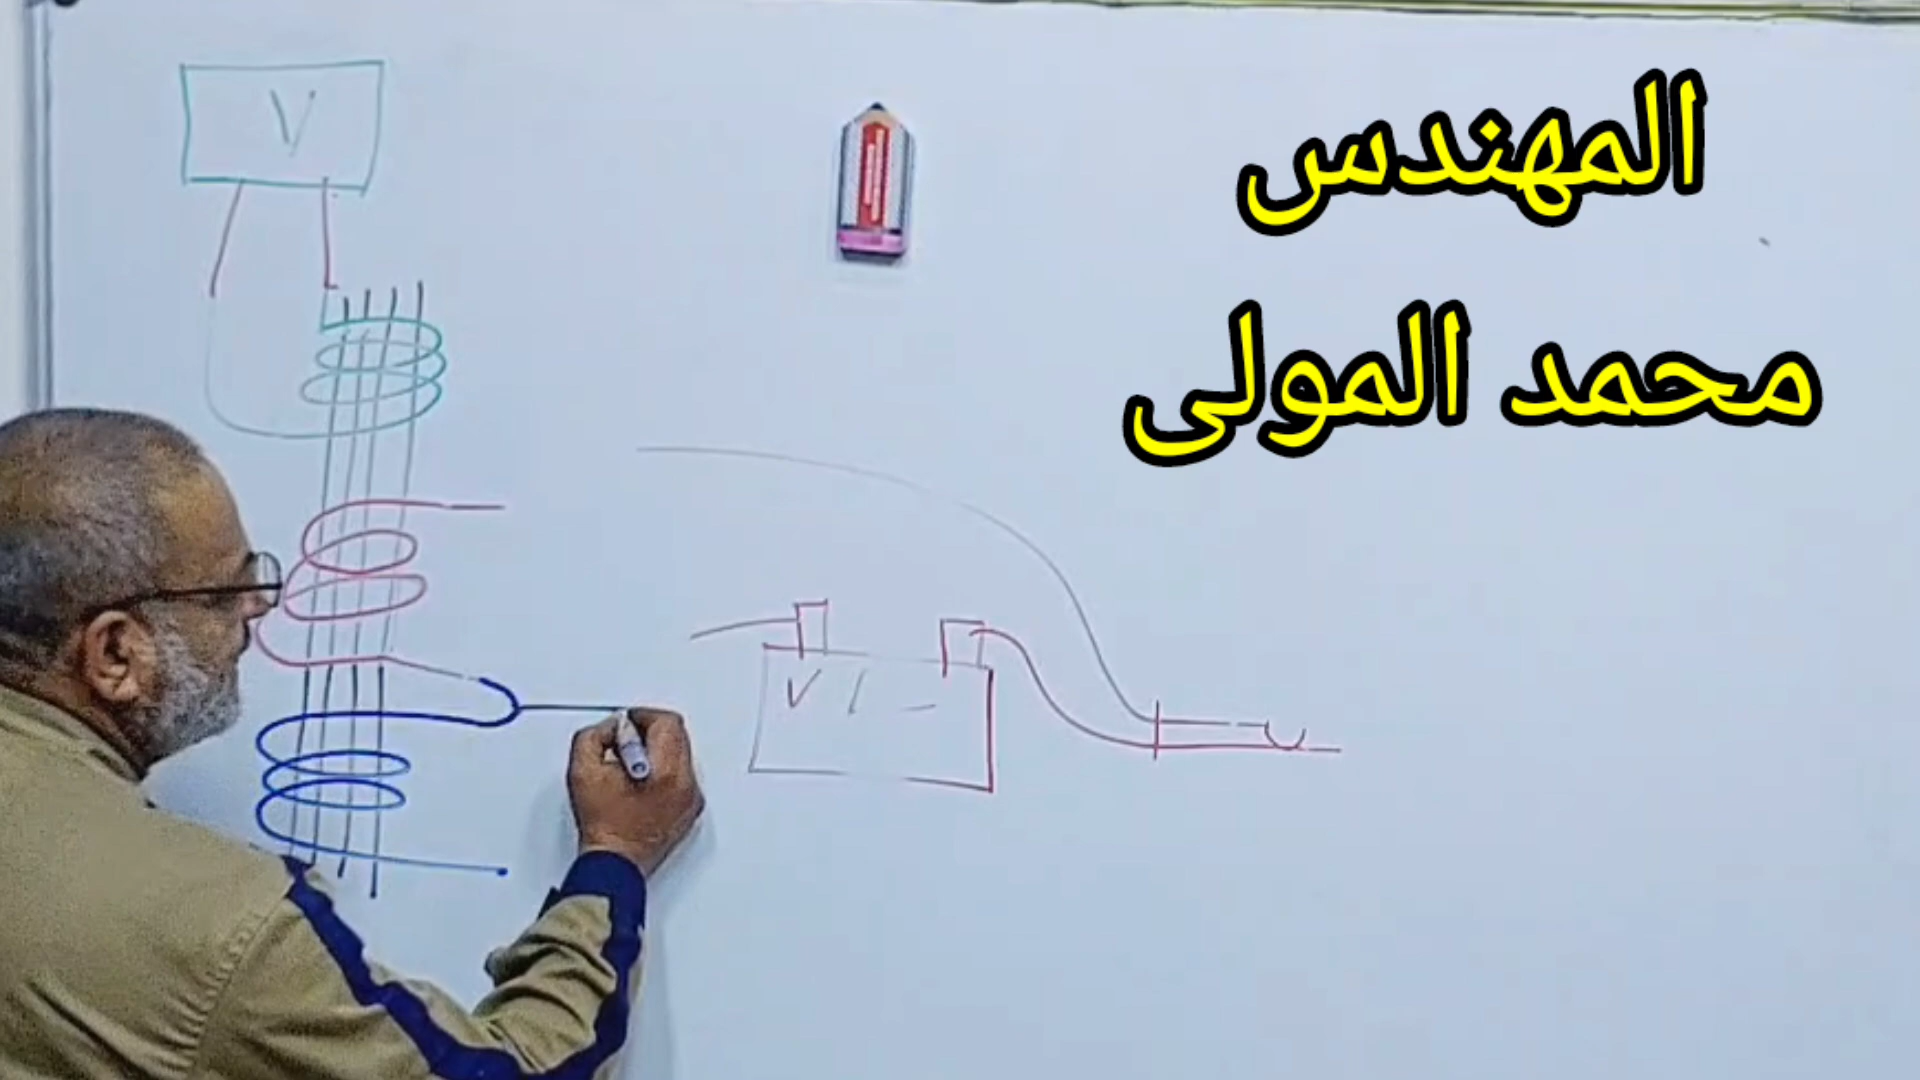 المهندس
محمد المولى
V
V / -